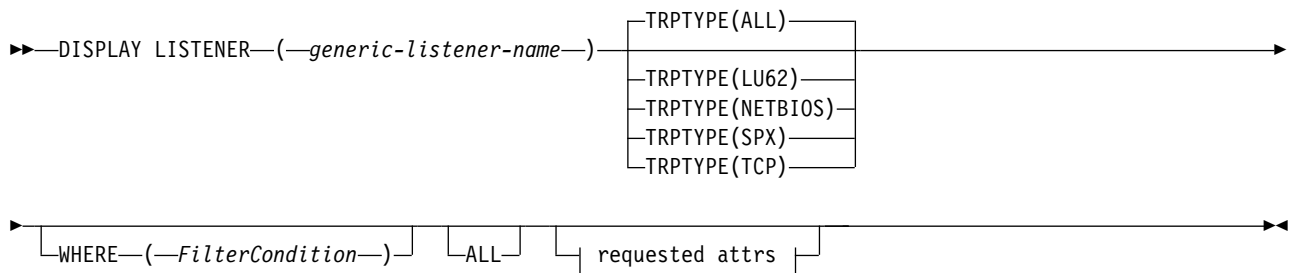 TRPTYPE(ALL)
DISPLAY LISTENER ( generic-listener-name )
TRPTYPE(LU62)
TRPTYPE(NETBIOS)
TRPTYPE(SPX)
TRPTYPE(TCP)
WHERE ( FilterCondition ) ALL requested attrs